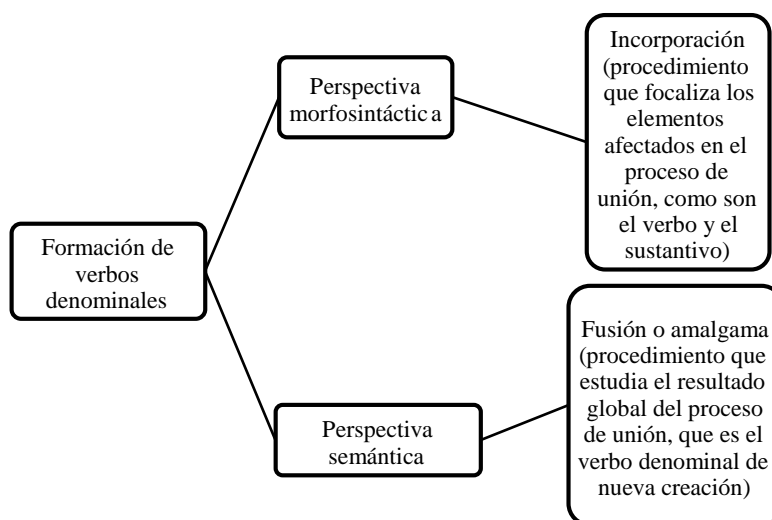 Formación de
verbos
denominales
Perspectiva
morfosintáctica
Incorporación
(procedimiento
que focaliza los
elementos
afectados en el
proceso de
unión, como son
el verbo y el
sustantivo)
Perspectiva
semántica
Fusión o amalgama
(procedimiento que
estudia el resultado
global del proceso
de unión, que es el
verbo denominal de
nueva creación)